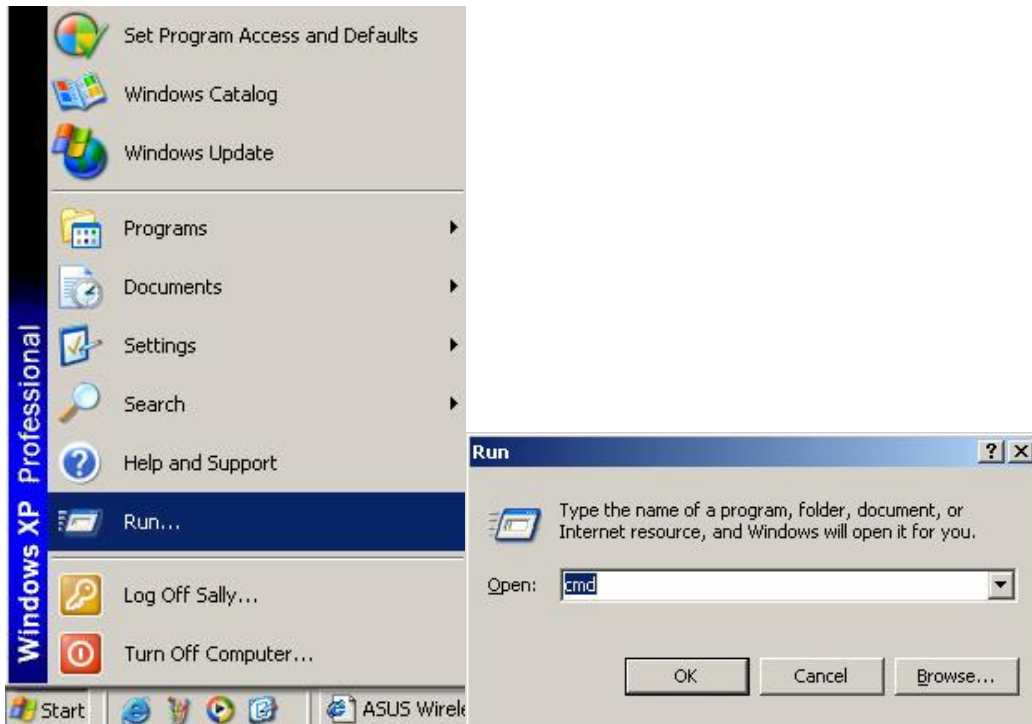 Set Program Access and Defaults
Windows Catalog
Windows Update
Programs
Documents
Settings
Search
Help and Support
Run...
Log Off Sally...
Turn Off Computer...
Windows XP Professional
Start
ASUS Wirele
Run
Type the name of a program, folder, document, or
Internet resource, and Windows will open it for you.
Open: cmd
OK Cancel Browse...